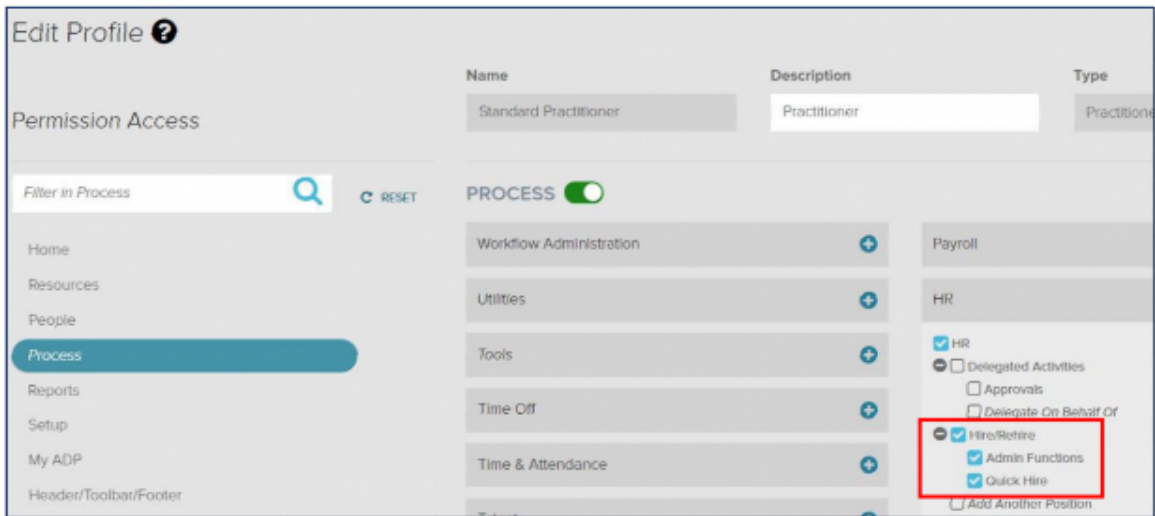 Edit Profile ?
Permission Access
Name
Description
Type
Standard Practitioner
Practitioner
Practitione
Filter in Process
RESET
Home
Resources
People
Process
Reports
Setup
My ADP
Header/Toolbar/Footer
PROCESS
Workflow Administration
Utilities
Tools
Time Off
Time & Attendance
Payroll
HR
HR
Delegated Activities
Approvals
Delegate On Behalf Of
Hire/Rehire
Admin Functions
Quick Hire
Add Another Position